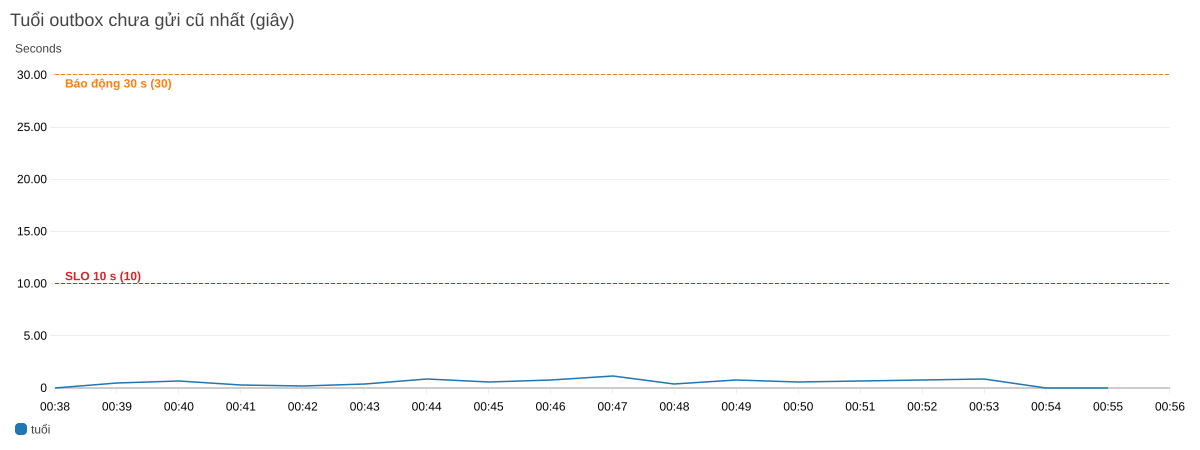 Tuổi outbox chưa gửi cũ nhất (giây)
Seconds
30.00
Báo động 30 s (30)
25.00
20.00
15.00
SLO 10 s (10)
10.00
5.00
0
00:38 00:39 00:40 00:41 00:42 00:43 00:44 00:45 00:46 00:47 00:48 00:49 00:50 00:51 00:52 00:53 00:54 00:55 00:56
tuổi